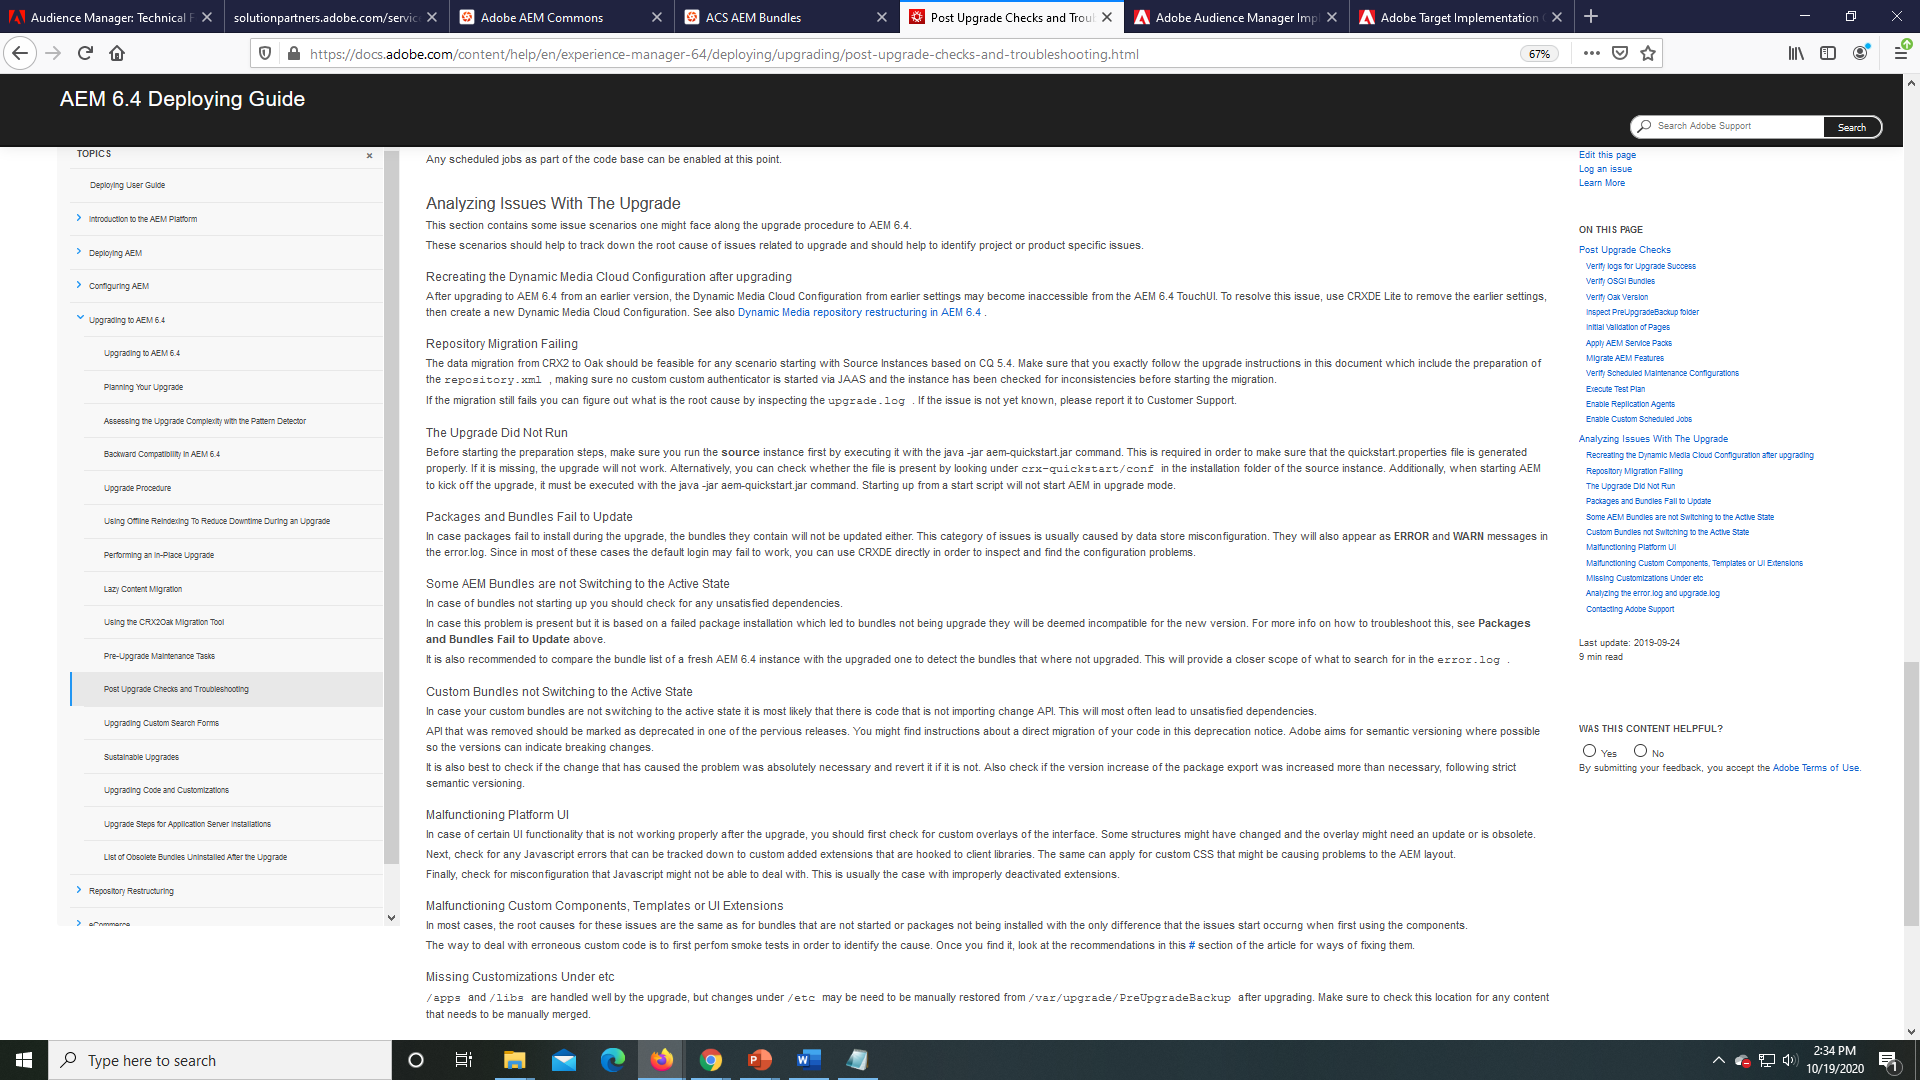 Audience Manager: Technical F
solutionpartners.adobe.com/servic
Adobe AEM Commons
ACS AEM Bundles
Post Upgrade Checks and Trou
Adobe Audience Manager Imp
Adobe Target Implementation
https://docs.adobe.com/content/help/en/experience-manager-64/deploying/upgrading/post-upgrade-checks-and-troubleshooting.html
67%
AEM 6.4 Deploying Guide
Search Adobe Support
Search
TOPICS
Deploying User Guide
Introduction to the AEM Platform
Deploying AEM
Configuring AEM
Upgrading to AEM 6.4
Upgrading to AEM 6.4
Planning Your Upgrade
Assessing the Upgrade Complexity with the Pattern Detector
Backward Compatibility in AEM 6.4
Upgrade Procedure
Using Offline Reindexing To Reduce Downtime During an Upgrade
Performing an In-Place Upgrade
Lazy Content Migration
Using the CRX2Oak Migration Tool
Pre-Upgrade Maintenance Tasks
Post Upgrade Checks and Troubleshooting
Upgrading Custom Search Forms
Sustainable Upgrades
Upgrading Code and Customizations
Upgrade Steps for Application Server Installations
List of Obsolete Bundles Uninstalled After the Upgrade
Repository Restructuring
eCommerce
Any scheduled jobs as part of the code base can be enabled at this point.
Analyzing Issues With The Upgrade
This section contains some issue scenarios one might face along the upgrade procedure to AEM 6.4.
These scenarios should help to track down the root cause of issues related to upgrade and should help to identify project or product specific issues.
Recreating the Dynamic Media Cloud Configuration after upgrading
After upgrading to AEM 6.4 from an earlier version, the Dynamic Media Cloud Configuration from earlier settings may become inaccessible from the AEM 6.4 TouchUI. To resolve this issue, use CRXDE Lite to remove the earlier settings,
then create a new Dynamic Media Cloud Configuration. See also Dynamic Media repository restructuring in AEM 6.4 .
Repository Migration Failing
The data migration from CRX2 to Oak should be feasible for any scenario starting with Source Instances based on CQ 5.4. Make sure that you exactly follow the upgrade instructions in this document which include the preparation of
the repository.xml , making sure no custom custom authenticator is started via JAAS and the instance has been checked for inconsistencies before starting the migration.
If the migration still fails you can figure out what is the root cause by inspecting the upgrade.log . If the issue is not yet known, please report it to Customer Support.
The Upgrade Did Not Run
Before starting the preparation steps, make sure you run the source instance first by executing it with the java -jar aem-quickstart.jar command. This is required in order to make sure that the quickstart.properties file is generated
properly. If it is missing, the upgrade will not work. Alternatively, you can check whether the file is present by looking under crx-quickstart/conf in the installation folder of the source instance. Additionally, when starting AEM
to kick off the upgrade, it must be executed with the java -jar aem-quickstart.jar command. Starting up from a start script will not start AEM in upgrade mode.
Packages and Bundles Fail to Update
In case packages fail to install during the upgrade, the bundles they contain will not be updated either. This category of issues is usually caused by data store misconfiguration. They will also appear as ERROR and WARN messages in
the error.log. Since in most of these cases the default login may fail to work, you can use CRXDE directly in order to inspect and find the configuration problems.
Some AEM Bundles are not Switching to the Active State
In case of bundles not starting up you should check for any unsatisfied dependencies.
In case this problem is present but it is based on a failed package installation which led to bundles not being upgrade they will be deemed incompatible for the new version. For more info on how to troubleshoot this, see Packages
and Bundles Fail to Update above.
It is also recommended to compare the bundle list of a fresh AEM 6.4 instance with the upgraded one to detect the bundles that where not upgraded. This will provide a closer scope of what to search for in the error.log .
Custom Bundles not Switching to the Active State
In case your custom bundles are not switching to the active state it is most likely that there is code that is not importing change API. This will most often lead to unsatisfied dependencies.
API that was removed should be marked as deprecated in one of the pervious releases. You might find instructions about a direct migration of your code in this deprecation notice. Adobe aims for semantic versioning where possible
so the versions can indicate breaking changes.
It is also best to check if the change that has caused the problem was absolutely necessary and revert it if it is not. Also check if the version increase of the package export was increased more than necessary, following strict
semantic versioning.
Malfunctioning Platform UI
In case of certain UI functionality that is not working properly after the upgrade, you should first check for custom overlays of the interface. Some structures might have changed and the overlay might need an update or is obsolete.
Next, check for any Javascript errors that can be tracked down to custom added extensions that are hooked to client libraries. The same can apply for custom CSS that might be causing problems to the AEM layout.
Finally, check for misconfiguration that Javascript might not be able to deal with. This is usually the case with improperly deactivated extensions.
Malfunctioning Custom Components, Templates or UI Extensions
In most cases, the root causes for these issues are the same as for bundles that are not started or packages not being installed with the only difference that the issues start occurng when first using the components.
The way to deal with erroneous custom code is to first perfom smoke tests in order to identify the cause. Once you find it, look at the recommendations in this # section of the article for ways of fixing them.
Missing Customizations Under etc
/apps and /libs are handled well by the upgrade, but changes under /etc may be need to be manually restored from /var/upgrade/PreUpgradeBackup after upgrading. Make sure to check this location for any content
that needs to be manually merged.
Edit this page
Log an issue
Learn More
ON THIS PAGE
Post Upgrade Checks
Verify logs for Upgrade Success
Verify OSGI Bundles
Verify Oak Version
Inspect PreUpgradeBackup folder
Initial Validation of Pages
Apply AEM Service Packs
Migrate AEM Features
Verify Scheduled Maintenance Configurations
Execute Test Plan
Enable Replication Agents
Enable Custom Scheduled Jobs
Analyzing Issues With The Upgrade
Recreating the Dynamic Media Cloud Configuration after upgrading
Repository Migration Failing
The Upgrade Did Not Run
Packages and Bundles Fail to Update
Some AEM Bundles are not Switching to the Active State
Custom Bundles not Switching to the Active State
Malfunctioning Platform UI
Malfunctioning Custom Components, Templates or UI Extensions
Missing Customizations Under etc
Analyzing the error.log and upgrade.log
Contacting Adobe Support
Last update: 2019-09-24
9 min read
WAS THIS CONTENT HELPFUL?
Yes No
By submitting your feedback, you accept the Adobe Terms of Use.
Type here to search
2:34 PM
10/19/2020
1